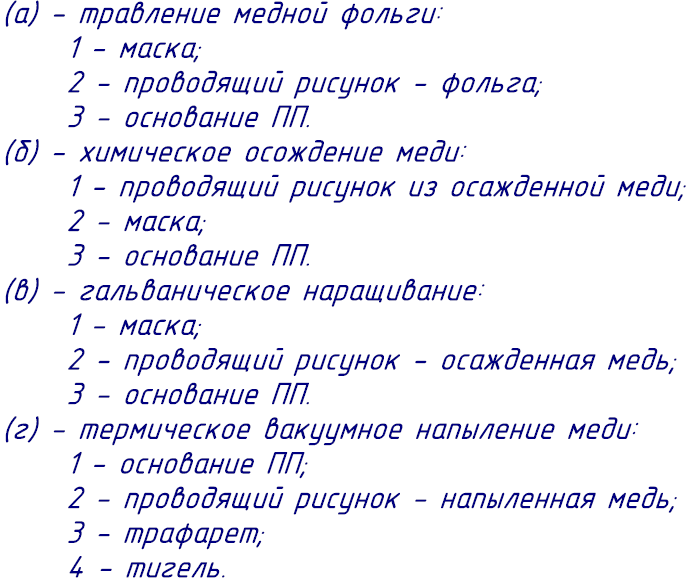 (а) – травление медной фольги:
1 – маска;
2 – проводящий рисунок – фольга;
3 – основание ПП.
(б) – химическое осождение меди:
1 – проводящий рисунок из осажденной меди;
2 – маска;
3 – основание ПП.
(в) – гальваническое наращивание:
1 – маска;
2 – проводящий рисунок – осажденная медь;
3 – основание ПП.
(г) – термическое вакуумное напыление меди:
1 – основание ПП;
2 – проводящий рисунок – напыленная медь;
3 – трафарет;
4 – тигель.